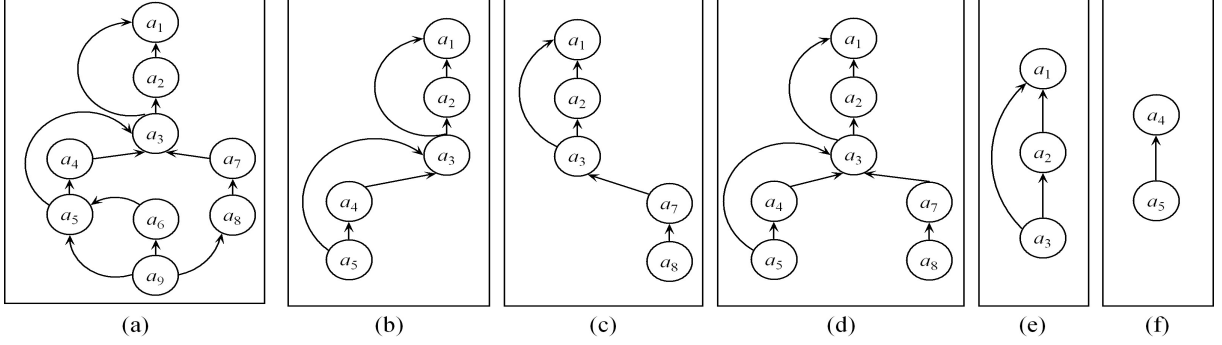 a₁ a₂ a₃ a₄ a₇ a₅ a₆ a₈ a₉
a₁ a₂ a₃ a₄ a₅
a₁ a₂ a₃ a₇ a₈
a₁ a₂ a₃ a₄ a₇ a₅ a₈
a₁ a₂ a₃
a₄ a₅
(a) (b) (c) (d) (e) (f)